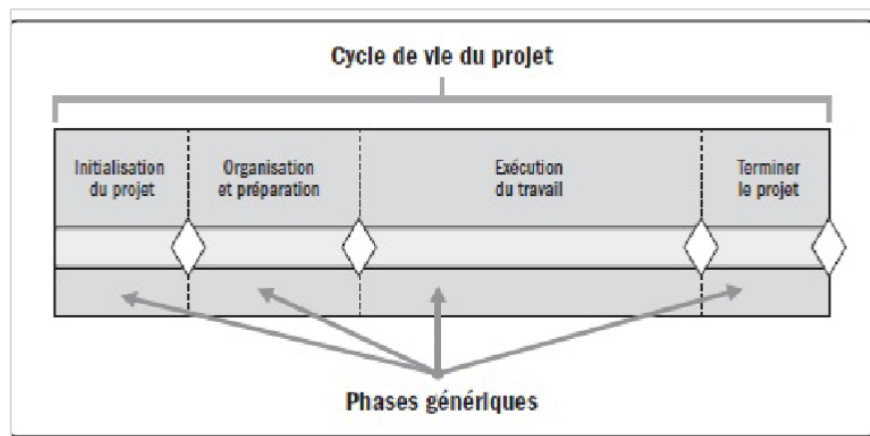 Cycle de vie du projet
Initialisation
du projet
Organisation
et préparation
Exécution
du travail
Terminer
le projet
Phases génériques